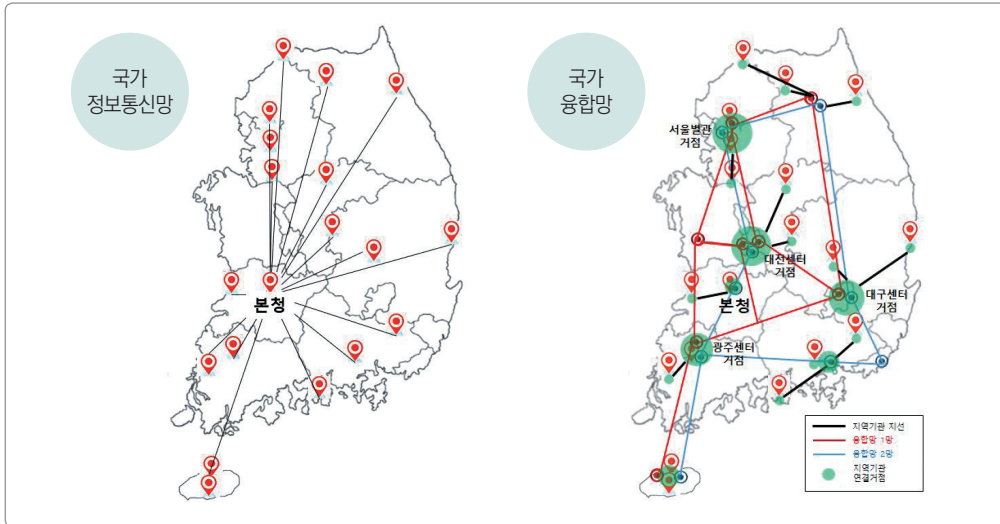 국가
정보통신망
본청
국가
융합망
서울별관
거점
대전센터
거점
본청
대구센터
거점
광주센터
거점
지역기관 지선
융합망 1망
융합망 2망
지역기관
연결거점